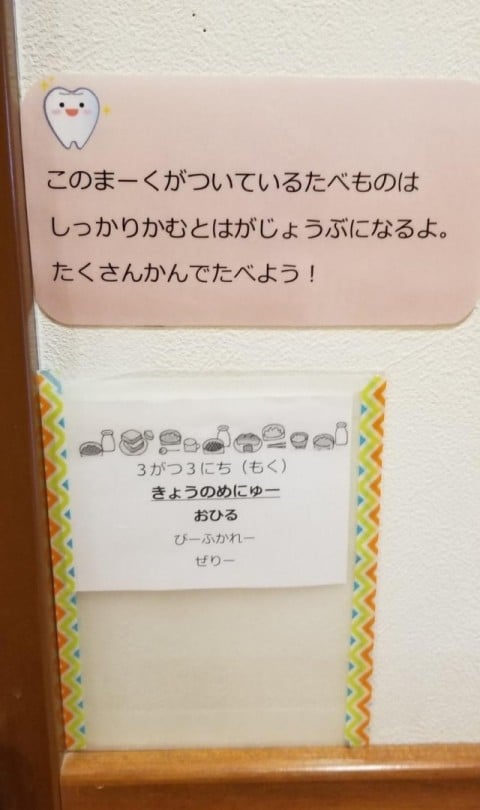 このまーくがついているたべものは
しっかりかむとはがじょうぶになるよ。
たくさんかんでたべよう！
３がつ３にち（もく）
きょうのめにゅー
おひる
びーふかれー
ぜりー